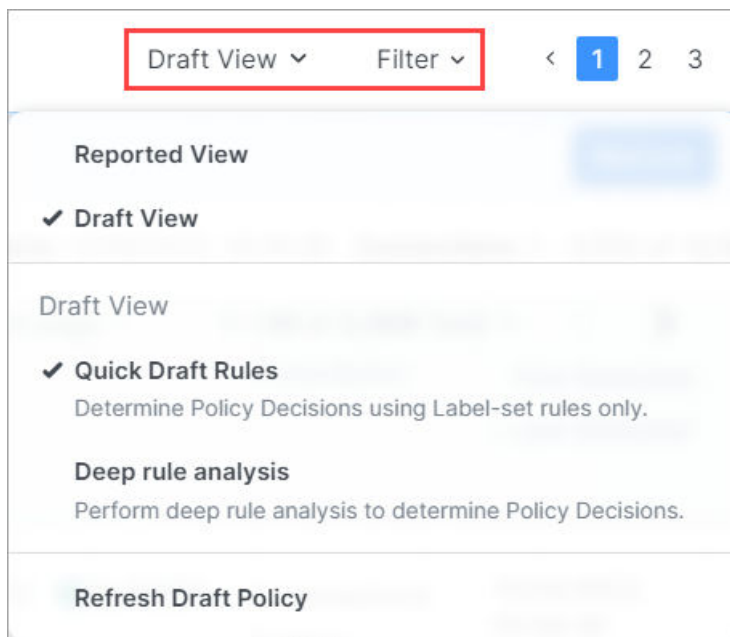 Draft View Filter 1 2 3
Reported View
Draft View
Draft View
Quick Draft Rules
Determine Policy Decisions using Label-set rules only.
Deep rule analysis
Perform deep rule analysis to determine Policy Decisions.
Refresh Draft Policy